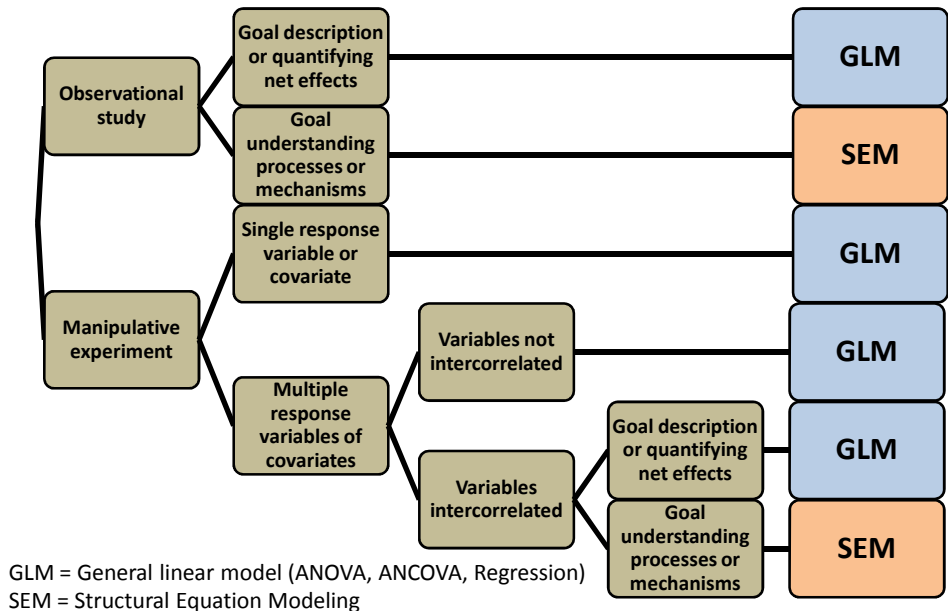 Goal description
or quantifying
net effects
GLM
Observational
study
Goal
understanding
processes or
mechanisms
SEM
Single response
variable or
covariate
GLM
Manipulative
experiment
Variables not
intercorrelated
GLM
Multiple
response
variables of
covariates
Goal description
or quantifying
net effects
GLM
Variables
intercorrelated
Goal
understanding
processes or
mechanisms
SEM
GLM = General linear model (ANOVA, ANCOVA, Regression)
SEM = Structural Equation Modeling